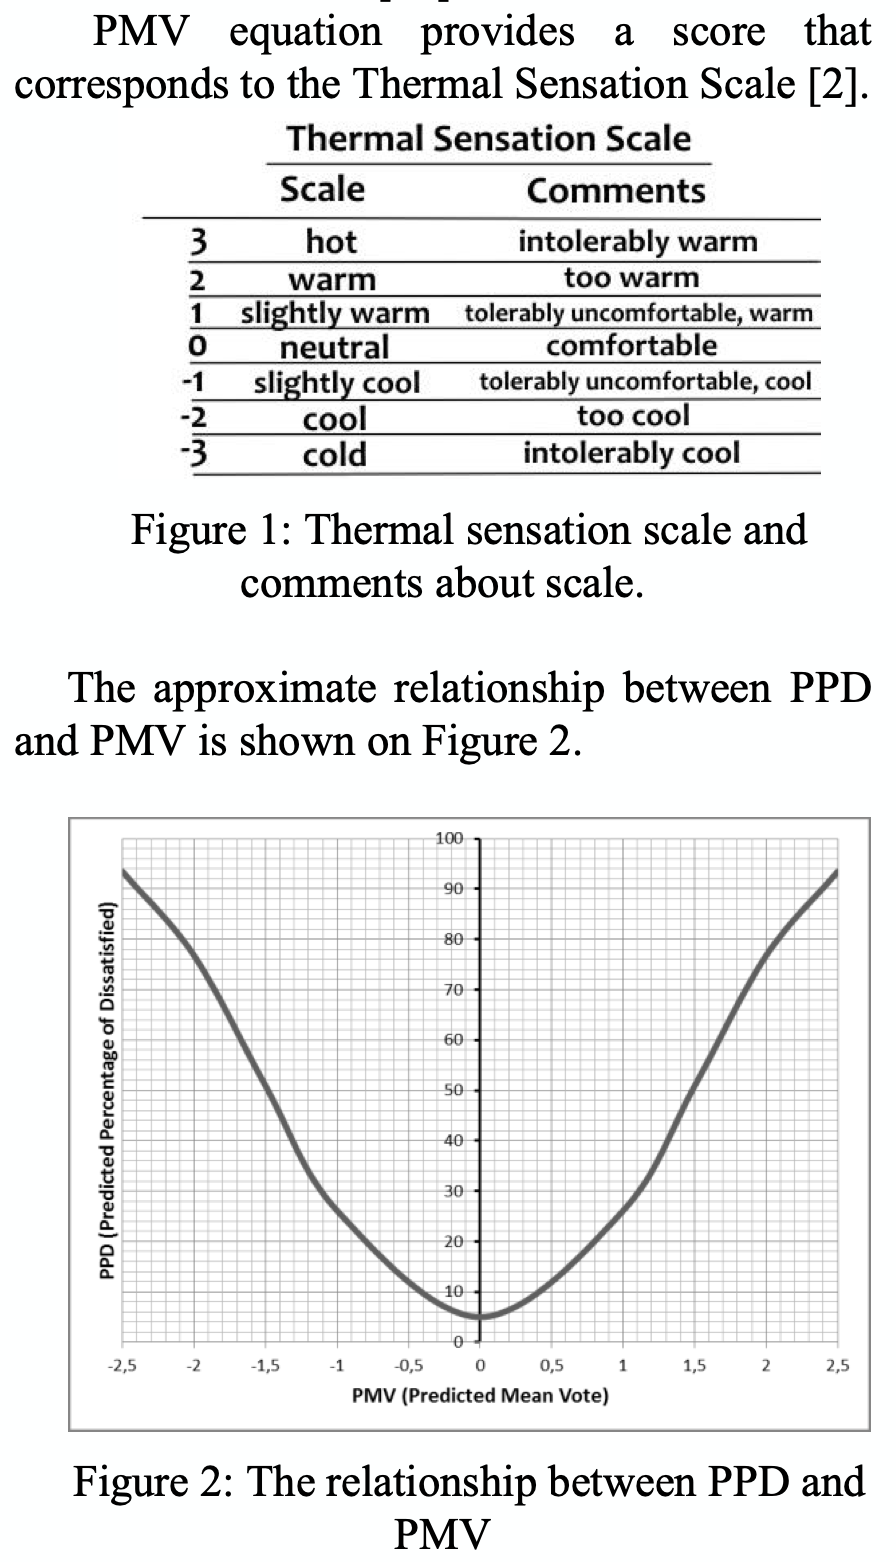 PMV equation provides a score that
corresponds to the Thermal Sensation Scale [2].
Thermal Sensation Scale
Scale Comments
3 hot intolerably warm
2 warm too warm
1 slightly warm tolerably uncomfortable, warm
0 neutral comfortable
-1 slightly cool tolerably uncomfortable, cool
-2 cool too cool
-3 cold intolerably cool
Figure 1: Thermal sensation scale and
comments about scale.
The approximate relationship between PPD
and PMV is shown on Figure 2.
PPD (Predicted Percentage of Dissatisfied)
100
90
80
70
60
50
40
30
20
10
0
-2,5 -2 -1,5 -1 -0,5 0 0,5 1 1,5 2 2,5
PMV (Predicted Mean Vote)
Figure 2: The relationship between PPD and
PMV